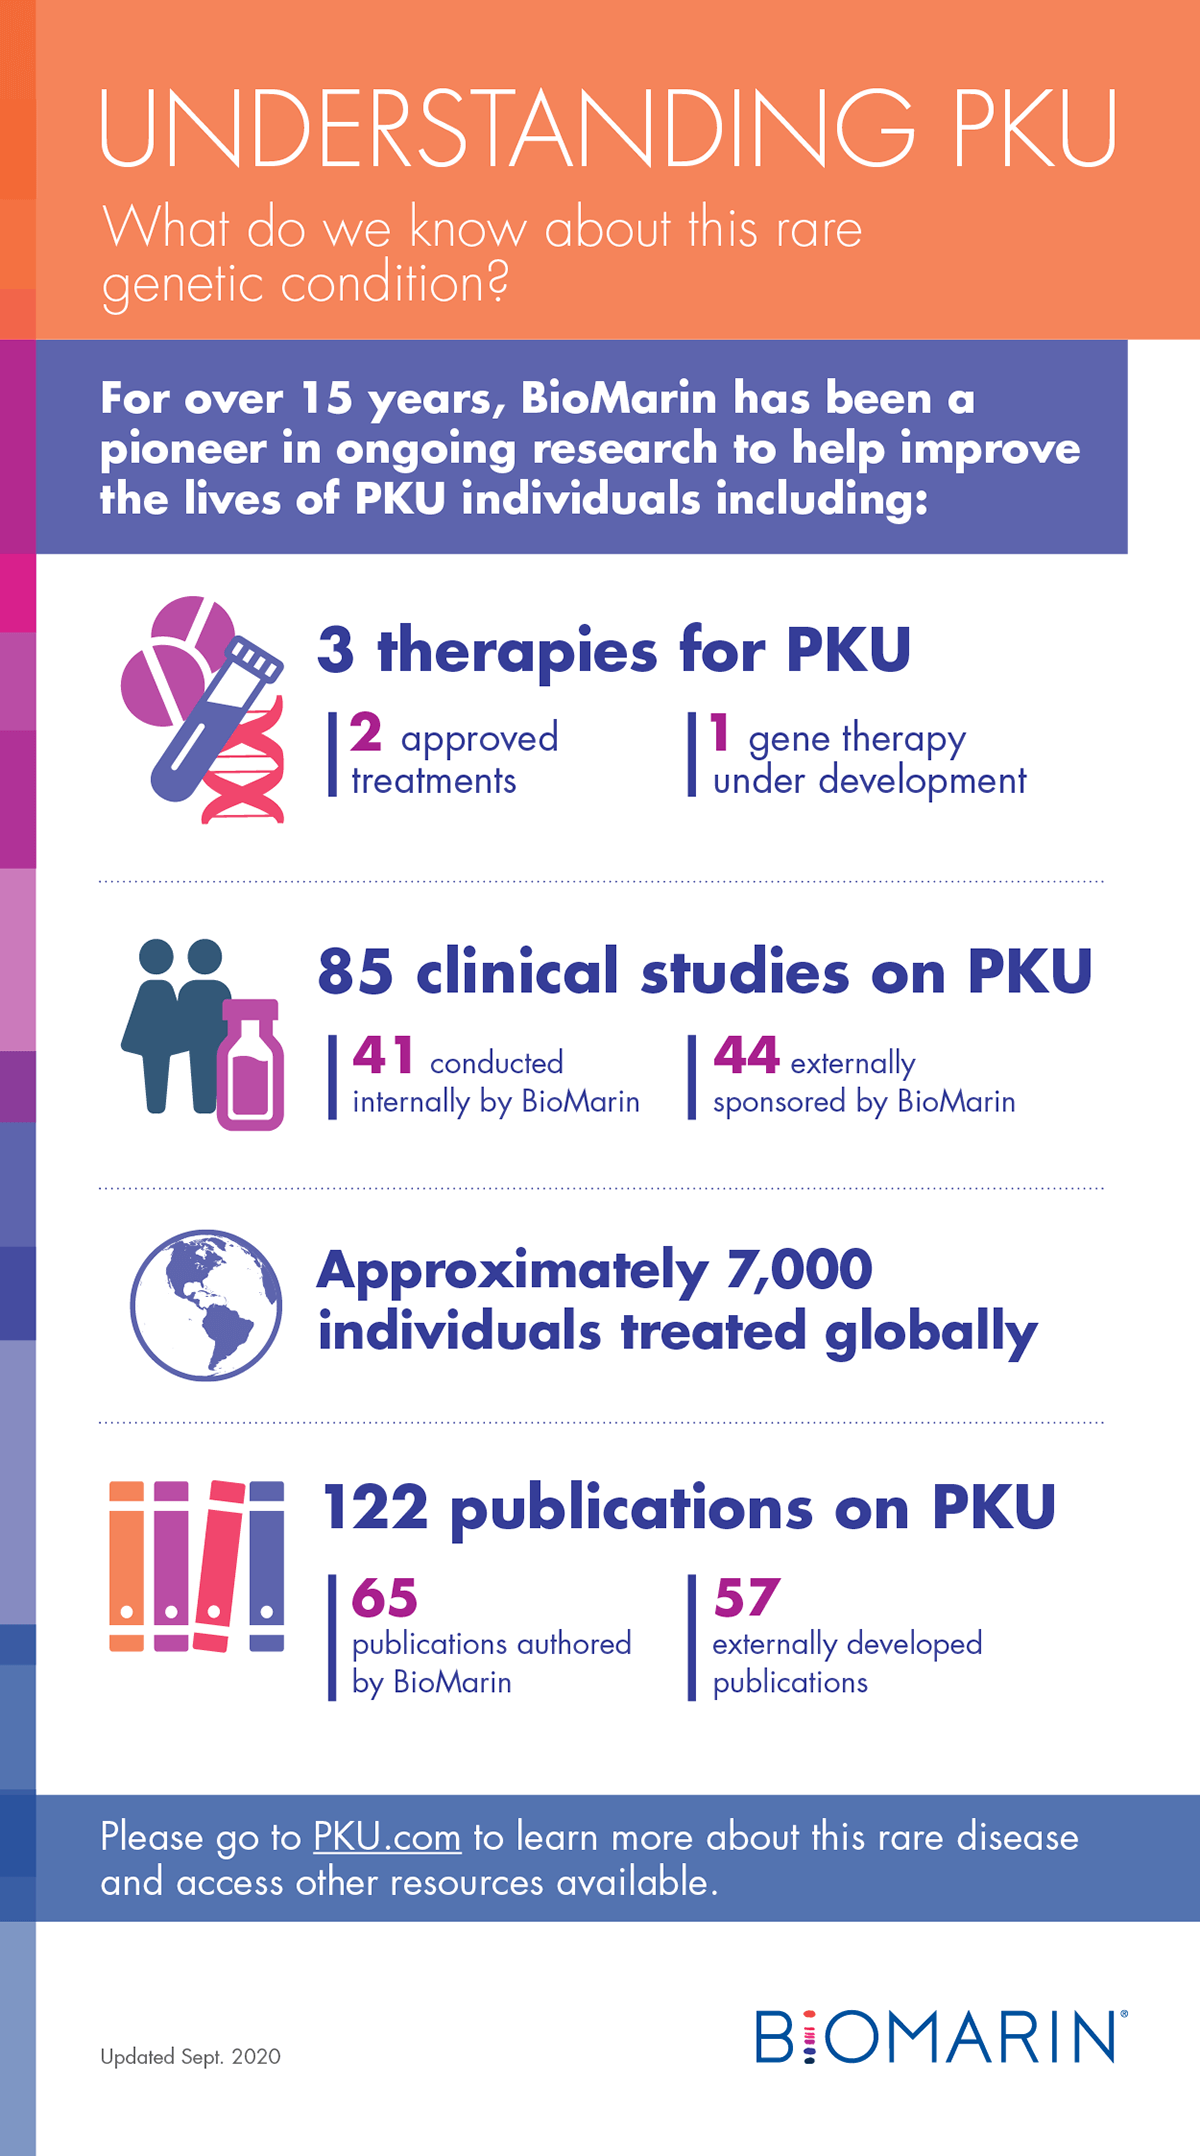 UNDERSTANDING PKU
What do we know about this rare
genetic condition?
For over 15 years, BioMarin has been a
pioneer in ongoing research to help improve
the lives of PKU individuals including:
3 therapies for PKU
2 approved
treatments
1 gene therapy
under development
85 clinical studies on PKU
41 conducted
internally by BioMarin
44 externally
sponsored by BioMarin
Approximately 7,000
individuals treated globally
122 publications on PKU
65
publications authored
by BioMarin
57
externally developed
publications
Please go to PKU.com to learn more about this rare disease
and access other resources available.
Updated Sept. 2020
BIOMARIN®